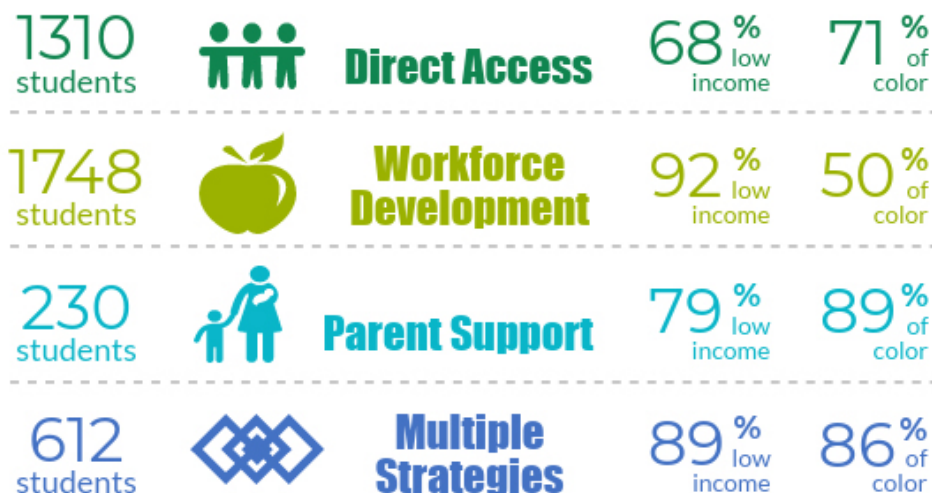 1310 students Direct Access 68 % low income 71 % of color
1748 students Workforce Development 92 % low income 50 % of color
230 students Parent Support 79 % low income 89 % of color
612 students Multiple Strategies 89 % low income 86 % of color